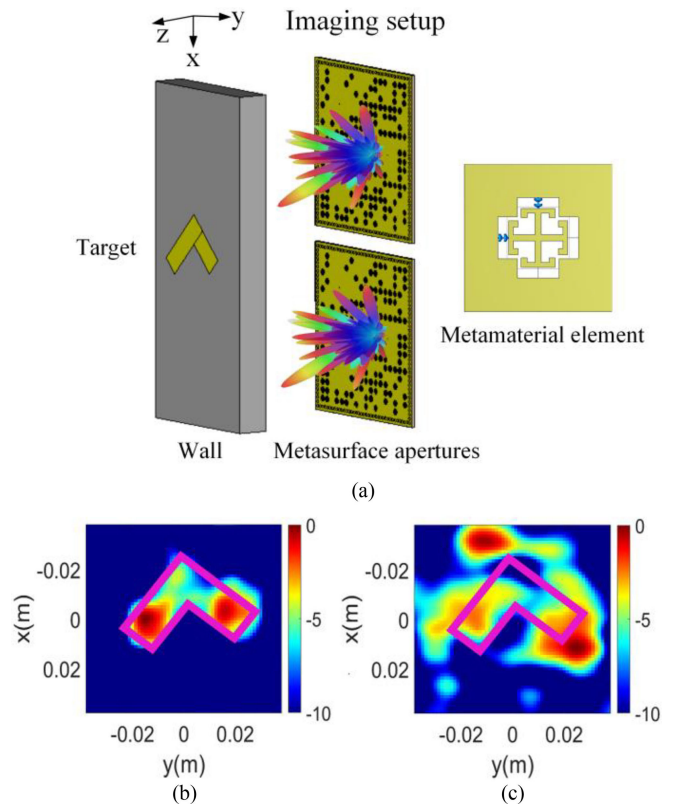 z
y
x
Imaging setup
Target
Metamaterial element
Wall
Metasurface apertures
(a)
x(m)
-0.02
0
0.02
-0.02
0
0.02
y(m)
0
-5
-10
(b)
x(m)
-0.02
0
0.02
-0.02
0
0.02
y(m)
0
-5
-10
(c)